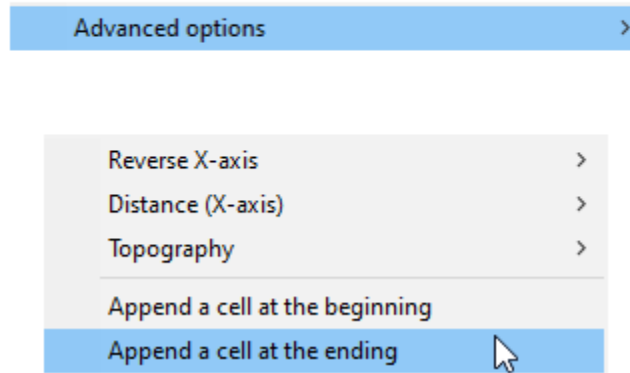 Advanced options
Reverse X-axis
Distance (X-axis)
Topography
Append a cell at the beginning
Append a cell at the ending